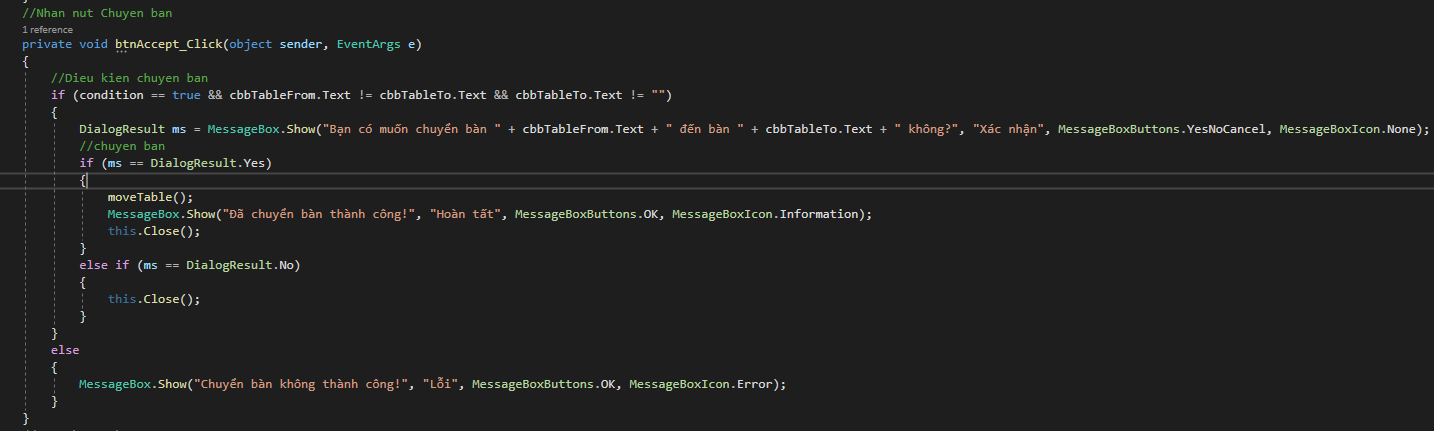 //Nhan nut Chuyen ban
1 reference
private void btnAccept_Click(object sender, EventArgs e)
{
//Dieu kien chuyen ban
if (condition == true && cbbTableFrom.Text != cbbTableTo.Text && cbbTableTo.Text != "")
{
DialogResult ms = MessageBox.Show("Bạn có muốn chuyển bàn " + cbbTableFrom.Text + " đến bàn " + cbbTableTo.Text + " không?", "Xác nhận", MessageBoxButtons.YesNoCancel, MessageBoxIcon.None);
//chuyen ban
if (ms == DialogResult.Yes)
{
moveTable();
MessageBox.Show("Đã chuyển bàn thành công!", "Hoàn tất", MessageBoxButtons.OK, MessageBoxIcon.Information);
this.Close();
}
else if (ms == DialogResult.No)
{
this.Close();
}
}
else
{
MessageBox.Show("Chuyển bàn không thành công!", "Lỗi", MessageBoxButtons.OK, MessageBoxIcon.Error);
}
}